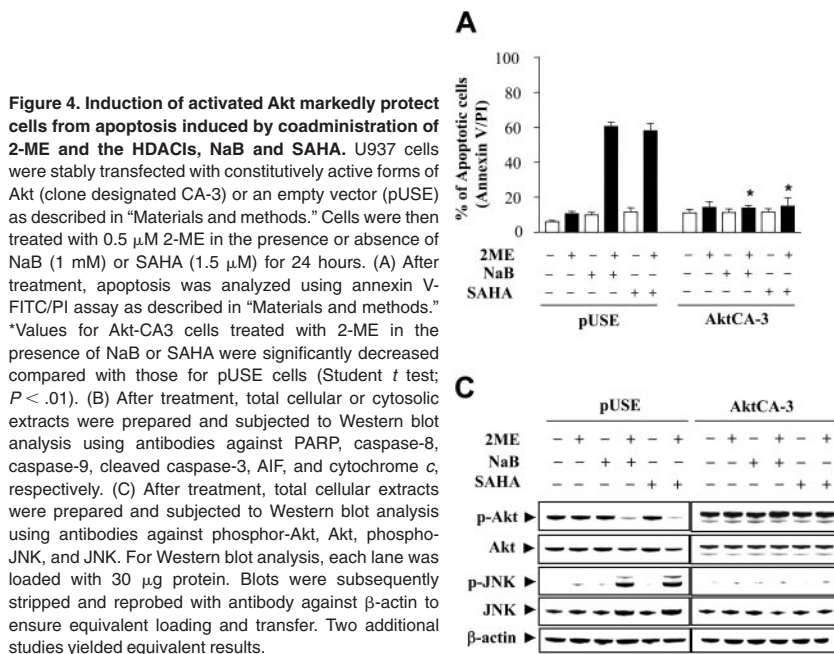 Figure 4. Induction of activated Akt markedly protect
cells from apoptosis induced by coadministration of
2-ME and the HDACIs, NaB and SAHA. U937 cells
were stably transfected with constitutively active forms of
Akt (clone designated CA-3) or an empty vector (pUSE)
as described in “Materials and methods.” Cells were then
treated with 0.5 μM 2-ME in the presence or absence of
NaB (1 mM) or SAHA (1.5 μM) for 24 hours. (A) After
treatment, apoptosis was analyzed using annexin V-
FITC/PI assay as described in “Materials and methods.”
*Values for Akt-CA3 cells treated with 2-ME in the
presence of NaB or SAHA were significantly decreased
compared with those for pUSE cells (Student t test;
P < .01). (B) After treatment, total cellular or cytosolic
extracts were prepared and subjected to Western blot
analysis using antibodies against PARP, caspase-8,
caspase-9, cleaved caspase-3, AIF, and cytochrome c,
respectively. (C) After treatment, total cellular extracts
were prepared and subjected to Western blot analysis
using antibodies against phosphor-Akt, Akt, phospho-
JNK, and JNK. For Western blot analysis, each lane was
loaded with 30 μg protein. Blots were subsequently
stripped and reprobed with antibody against β-actin to
ensure equivalent loading and transfer. Two additional
studies yielded equivalent results.
A
% of Apoptotic cells
(Annexin V/PI)
100
80
60
40
20
0
* *
2ME - + - + - + - + - + - +
NaB - - + + - - - - + + - -
SAHA - - - - + + - - - - + +
pUSE AktCA-3
C
pUSE AktCA-3
2ME - + - + - + - + - + - +
NaB - - + + - - - - + + - -
SAHA - - - - + + - - - - + +
p-Akt ►
Akt ►
p-JNK ►
JNK ►
β-actin ►